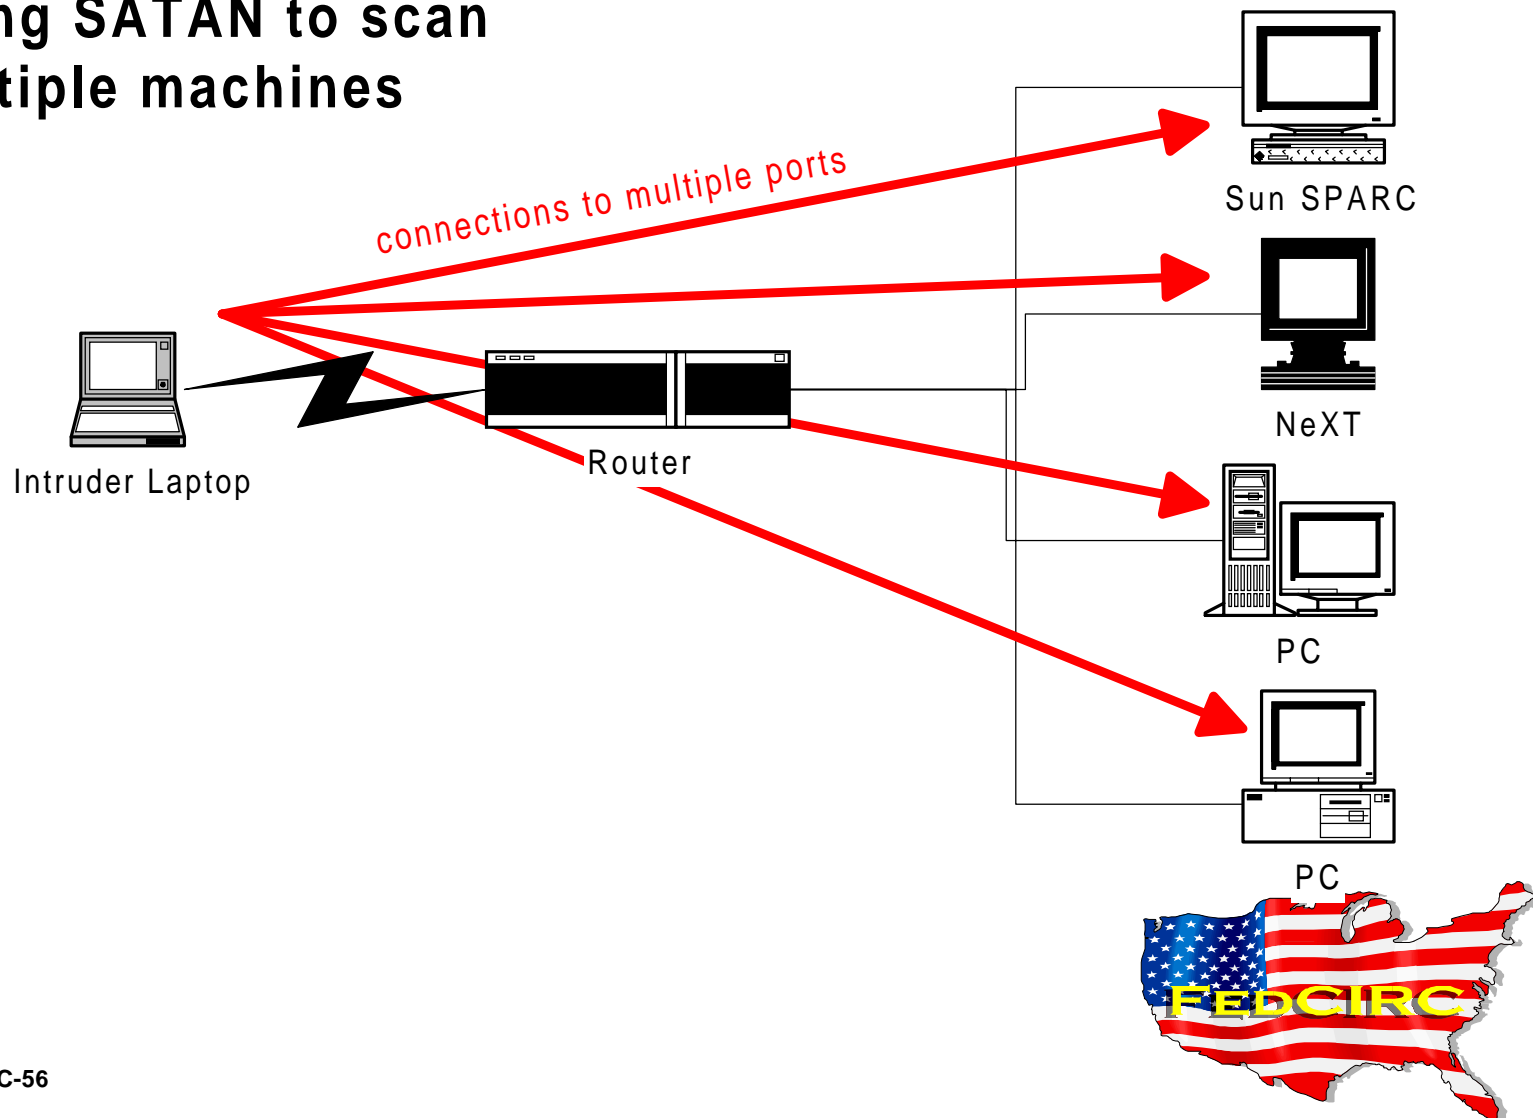 ng SATAN to scan
tiple machines
connections to multiple ports
Sun SPARC
NeXT
Intruder Laptop
Router
PC
PC
FEDCIRC
C-56